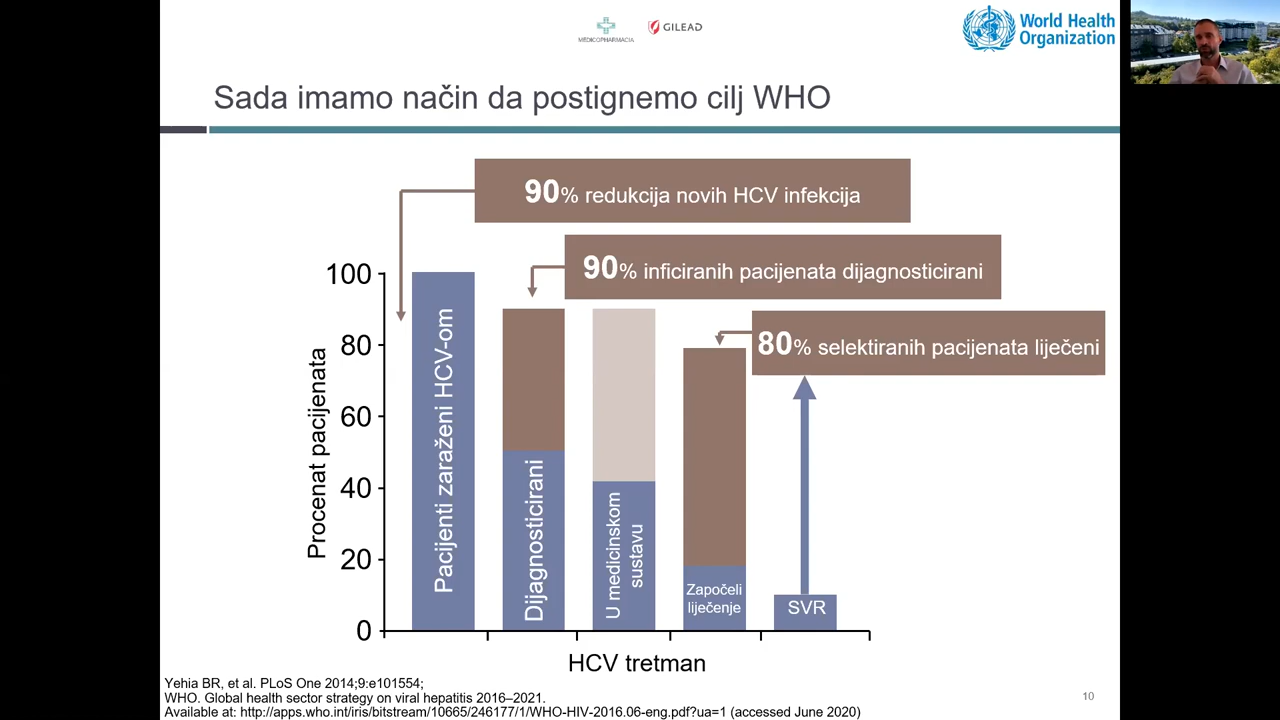 MEDICOPHARMACIA
GILEAD
World Health
Organization
Sada imamo način da postignemo cilj WHO
90% redukcija novih HCV infekcija
90% inficiranih pacijenata dijagnosticirani
80% selektiranih pacijenata liječeni
Procenat pacijenata
100
80
60
40
20
0
Pacijenti zaraženi HCV-om
Dijagnosticirani
U medicinskom
sustavu
Započeli
liječenje
SVR
HCV tretman
Yehia BR, et al. PLoS One 2014;9:e101554;
WHO. Global health sector strategy on viral hepatitis 2016–2021.
Available at: http://apps.who.int/iris/bitstream/10665/246177/1/WHO-HIV-2016.06-eng.pdf?ua=1 (accessed June 2020)
10